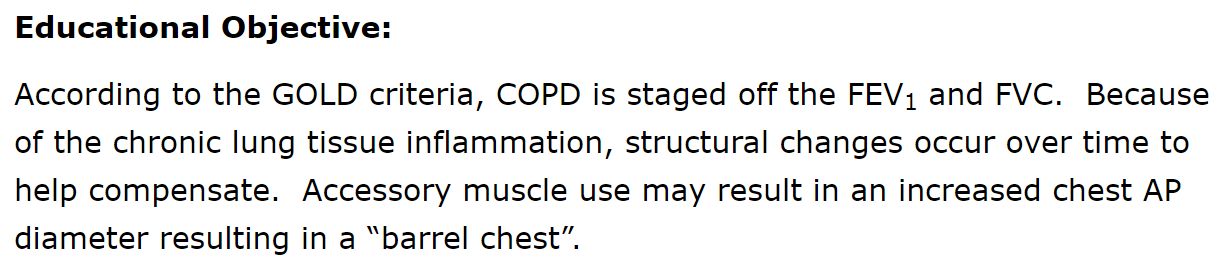 Educational Objective:
According to the GOLD criteria, COPD is staged off the FEV₁ and FVC.  Because
of the chronic lung tissue inflammation, structural changes occur over time to
help compensate.  Accessory muscle use may result in an increased chest AP
diameter resulting in a “barrel chest”.